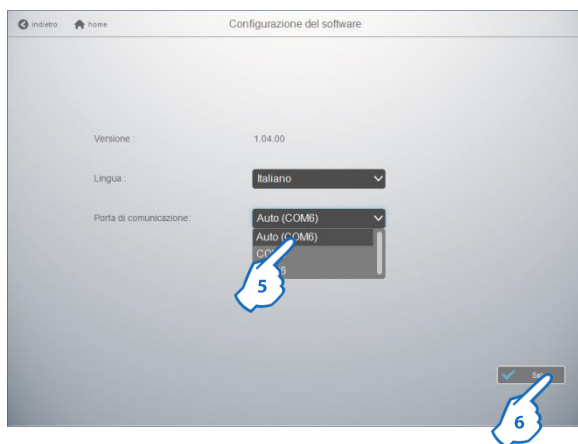 indietro home Configurazione del software
Versione : 1.04.00
Lingua : Italiano
Porta di comunicazione: Auto (COM6)
Auto (COM6)
5
6